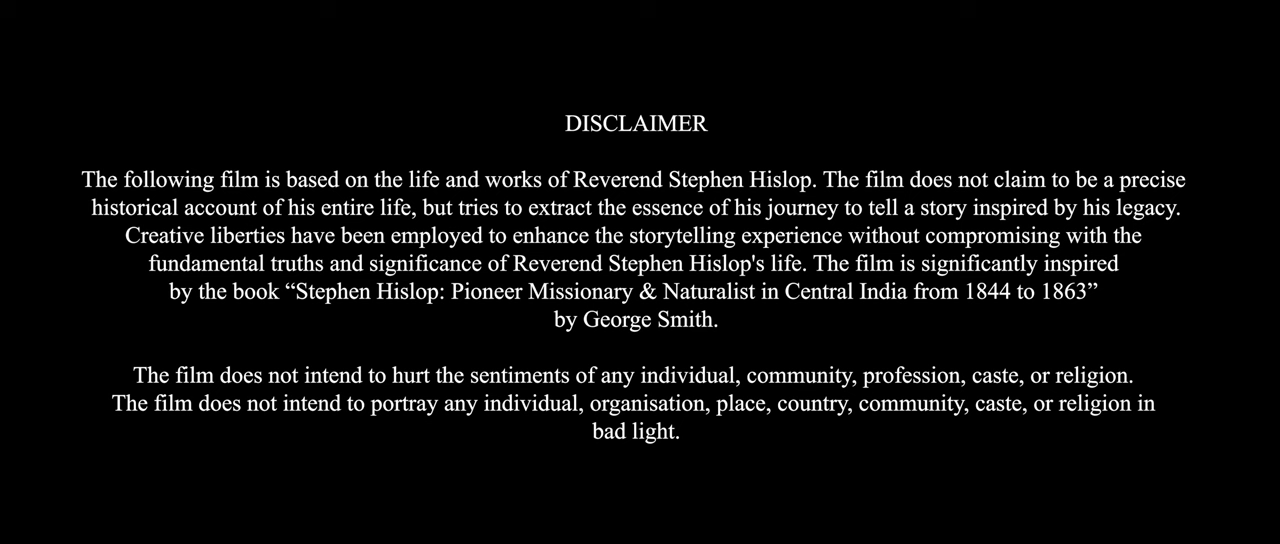 DISCLAIMER
The following film is based on the life and works of Reverend Stephen Hislop. The film does not claim to be a precise
historical account of his entire life, but tries to extract the essence of his journey to tell a story inspired by his legacy.
Creative liberties have been employed to enhance the storytelling experience without compromising with the
fundamental truths and significance of Reverend Stephen Hislop's life. The film is significantly inspired
by the book “Stephen Hislop: Pioneer Missionary & Naturalist in Central India from 1844 to 1863”
by George Smith.
The film does not intend to hurt the sentiments of any individual, community, profession, caste, or religion.
The film does not intend to portray any individual, organisation, place, country, community, caste, or religion in
bad light.